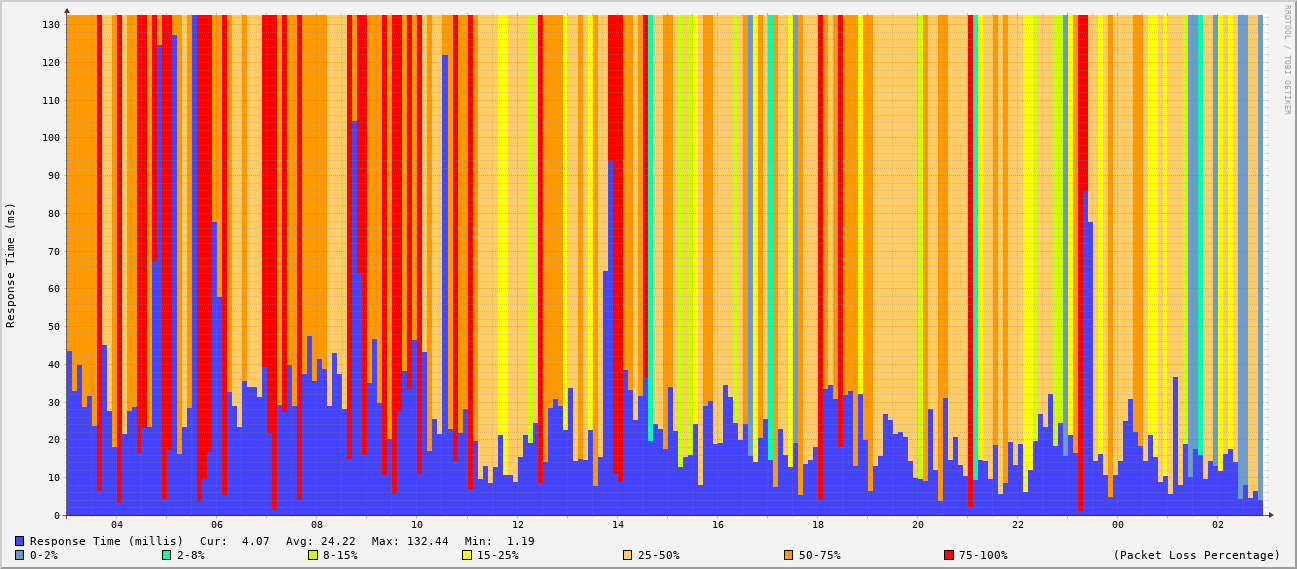 RRDTOOL / TOBI OETIKER
Response Time (ms)
130
120
110
100
90
80
70
60
50
40
30
20
10
0
04 06 08 10 12 14 16 18 20 22 00 02
Response Time (millis) Cur: 4.07 Avg: 24.22 Max: 132.44 Min: 1.19
0-2% 2-8% 8-15% 15-25% 25-50% 50-75% 75-100% (Packet Loss Percentage)